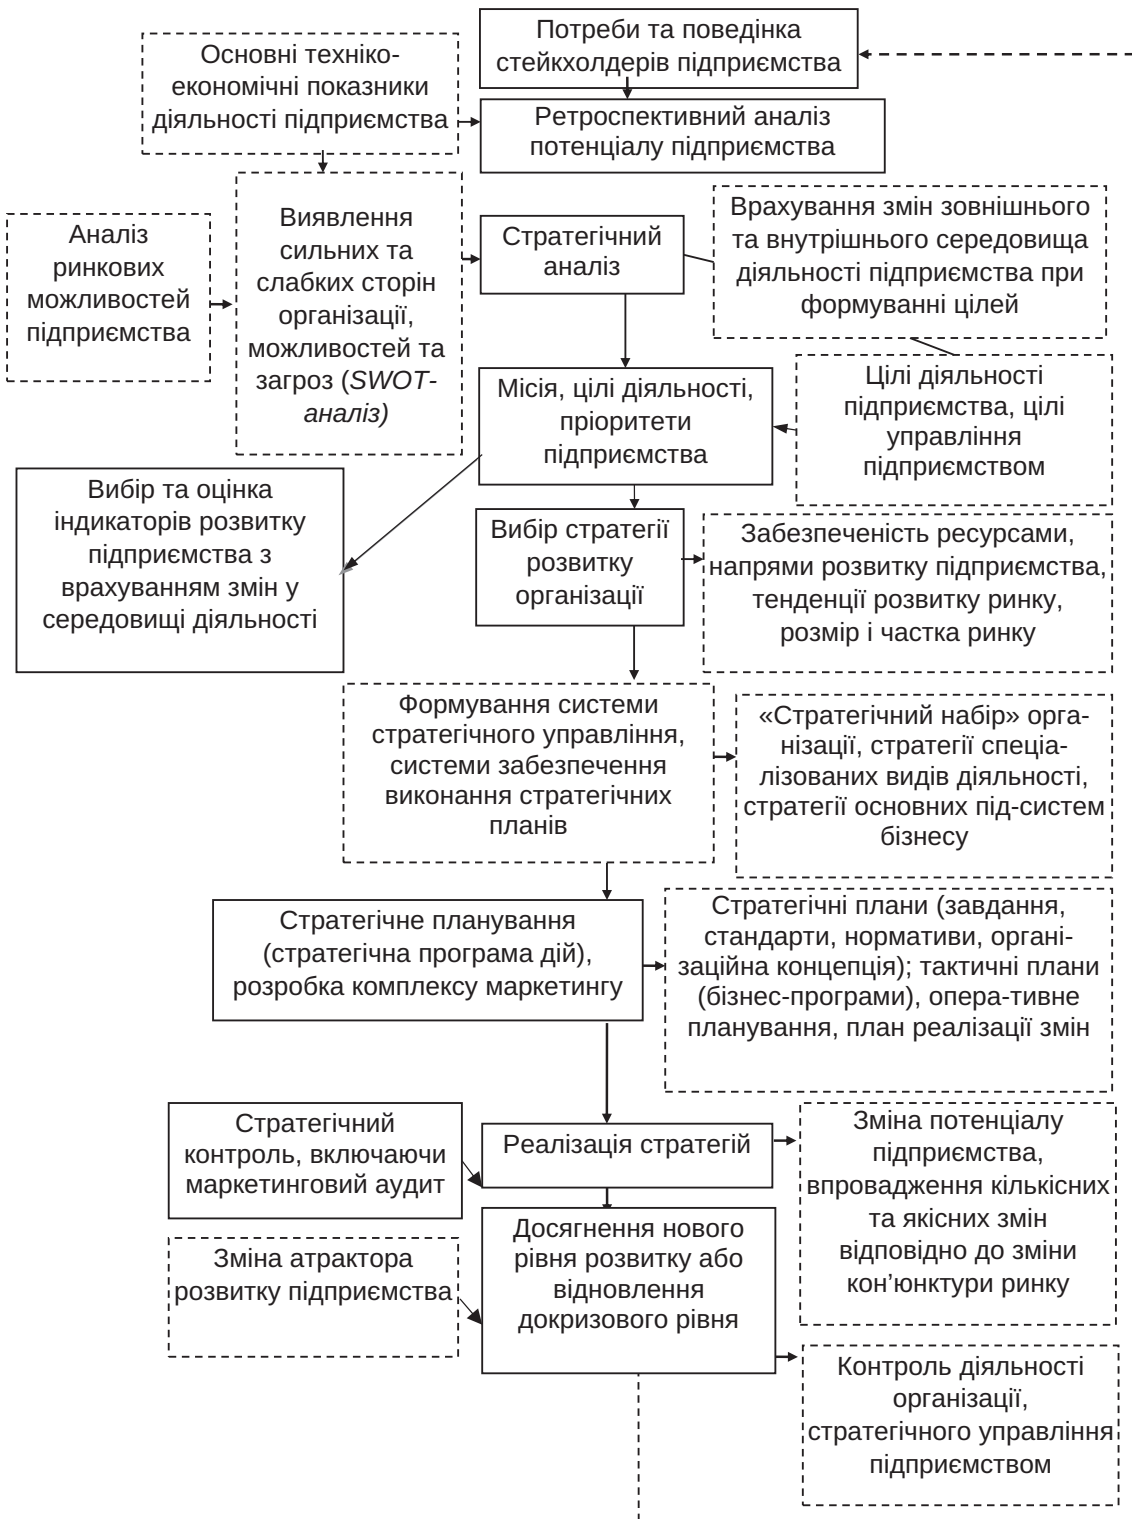 Потреби та поведінка
стейкхолдерів підприємства
Основні техніко-
економічні показники
діяльності підприємства
Ретроспективний аналіз
потенціалу підприємства
Аналіз
ринкових
можливостей
підприємства
Виявлення
сильних та
слабких сторін
організації,
можливостей та
загроз (SWOT-
аналіз)
Стратегічний
аналіз
Врахування змін зовнішнього
та внутрішнього середовища
діяльності підприємства при
формуванні цілей
Місія, цілі діяльності,
пріоритети
підприємства
Цілі діяльності
підприємства, цілі
управління
підприємством
Вибір та оцінка
індикаторів розвитку
підприємства з
врахуванням змін у
середовищі діяльності
Вибір стратегії
розвитку
організації
Забезпеченість ресурсами,
напрями розвитку підприємства,
тенденції розвитку ринку,
розмір і частка ринку
Формування системи
стратегічного управління,
системи забезпечення
виконання стратегічних
планів
«Стратегічний набір» орга-
нізації, стратегії спеціа-
лізованих видів діяльності,
стратегії основних під-систем
бізнесу
Стратегічне планування
(стратегічна програма дій),
розробка комплексу маркетингу
Стратегічні плани (завдання,
стандарти, нормативи, органі-
заційна концепція); тактичні плани
(бізнес-програми), опера-тивне
планування, план реалізації змін
Стратегічний
контроль, включаючи
маркетинговий аудит
Реалізація стратегій
Зміна потенціалу
підприємства,
впровадження кількісних
та якісних змін
відповідно до зміни
кон’юнктури ринку
Зміна атрактора
розвитку підприємства
Досягнення нового
рівня розвитку або
відновлення
докризового рівня
Контроль діяльності
організації,
стратегічного управління
підприємством